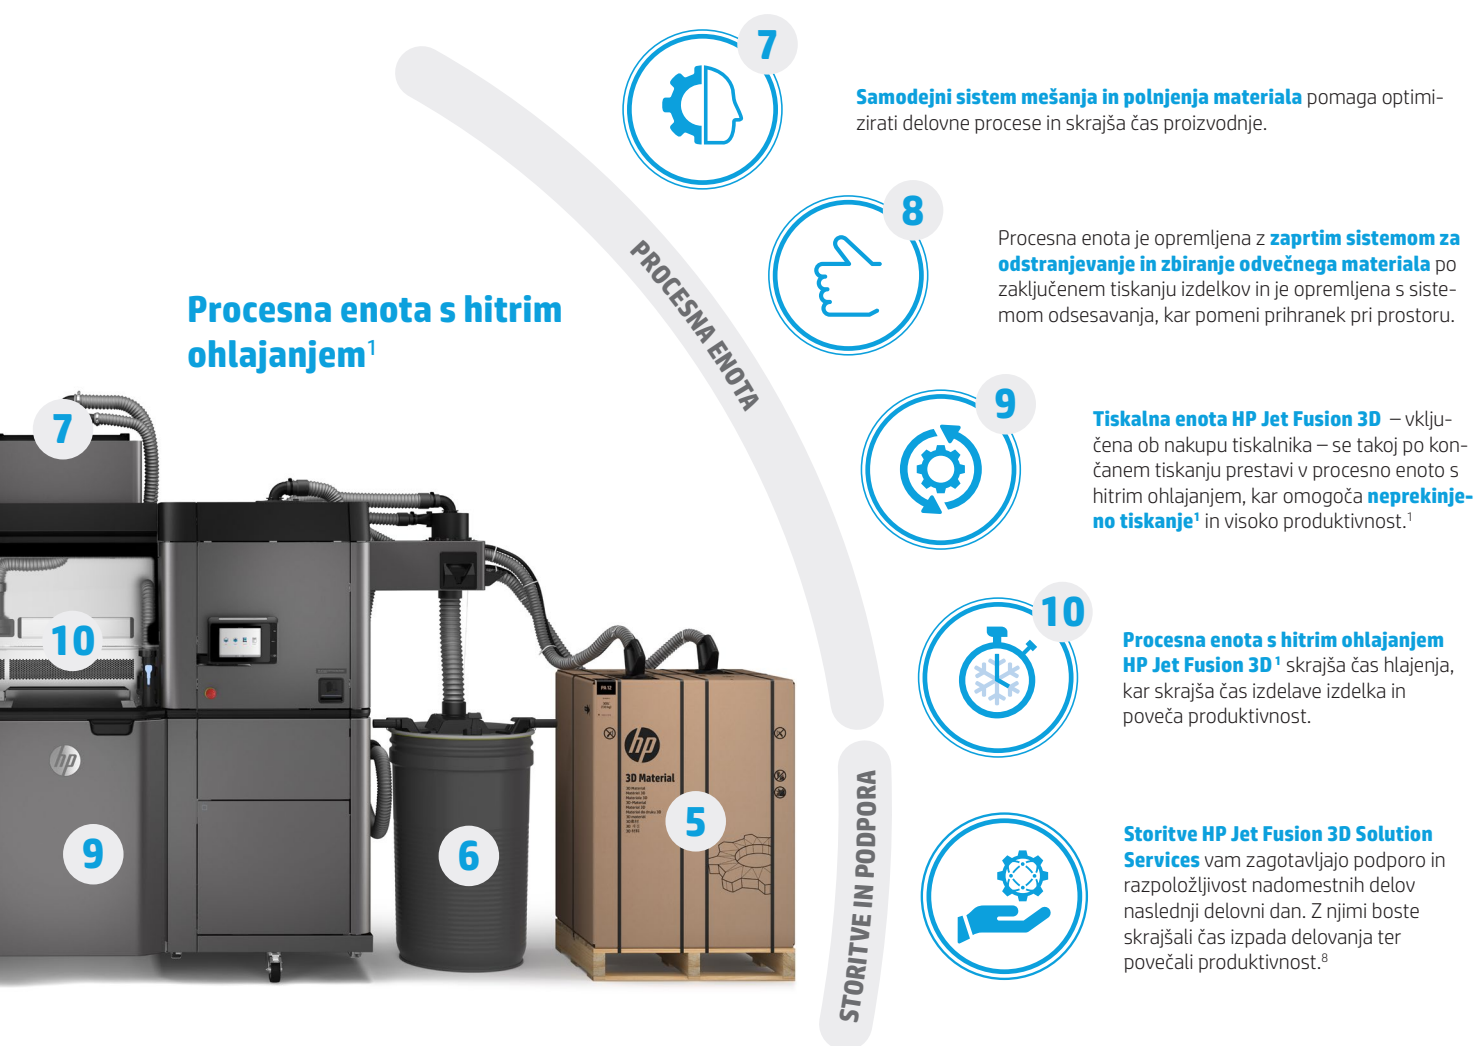 7
Samodejni sistem mešanja in polnjenja materiala pomaga optimi-
zirati delovne procese in skrajša čas proizvodnje.
8
Procesna enota je opremljena z zaprtim sistemom za
odstranjevanje in zbiranje odvečnega materiala po
zaključenem tiskanju izdelkov in je opremljena s siste-
mom odsesavanja, kar pomeni prihranek pri prostoru.
PROCESNA ENOTA
Procesna enota s hitrim
ohlajanjem¹
9
Tiskalna enota HP Jet Fusion 3D – vklju-
čena ob nakupu tiskalnika – se takoj po kon-
čanem tiskanju prestavi v procesno enoto s
hitrim ohlajanjem, kar omogoča neprekinje-
no tiskanje¹ in visoko produktivnost.¹
7
10
Procesna enota s hitrim ohlajanjem
HP Jet Fusion 3D¹ skrajša čas hlajenja,
kar skrajša čas izdelave izdelka in
poveča produktivnost.
10
hp
9
6
PA 12
hp
3D Material
5
STORITVE IN PODPORA
Storitve HP Jet Fusion 3D Solution
Services vam zagotavljajo podporo in
razpoložljivost nadomestnih delov
naslednji delovni dan. Z njimi boste
skrajšali čas izpada delovanja ter
povečali produktivnost.⁸